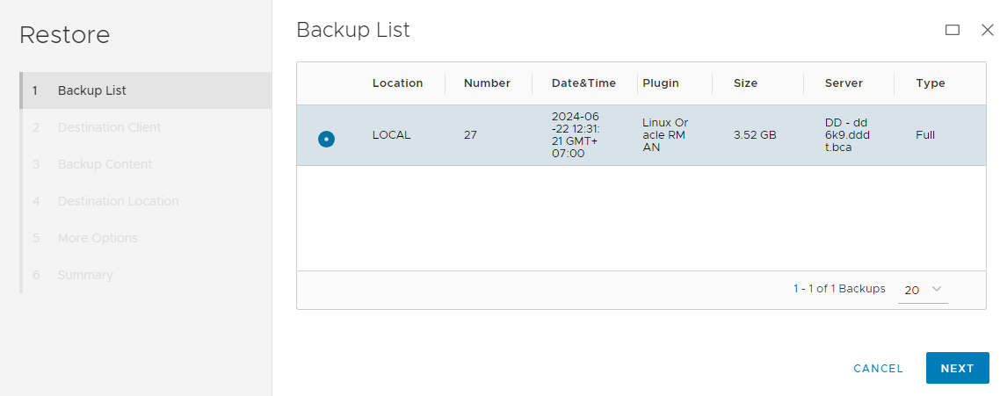 Restore
1 Backup List
2 Destination Client
3 Backup Content
4 Destination Location
5 More Options
6 Summary
Backup List
Location Number Date&Time Plugin Size Server Type
LOCAL 27
2024-06
-22 12:31:
21 GMT+
07:00
Linux Or
acle RM
AN
3.52 GB
DD - dd
6k9.ddd
t.bca
Full
1 - 1 of 1 Backups 20
CANCEL NEXT